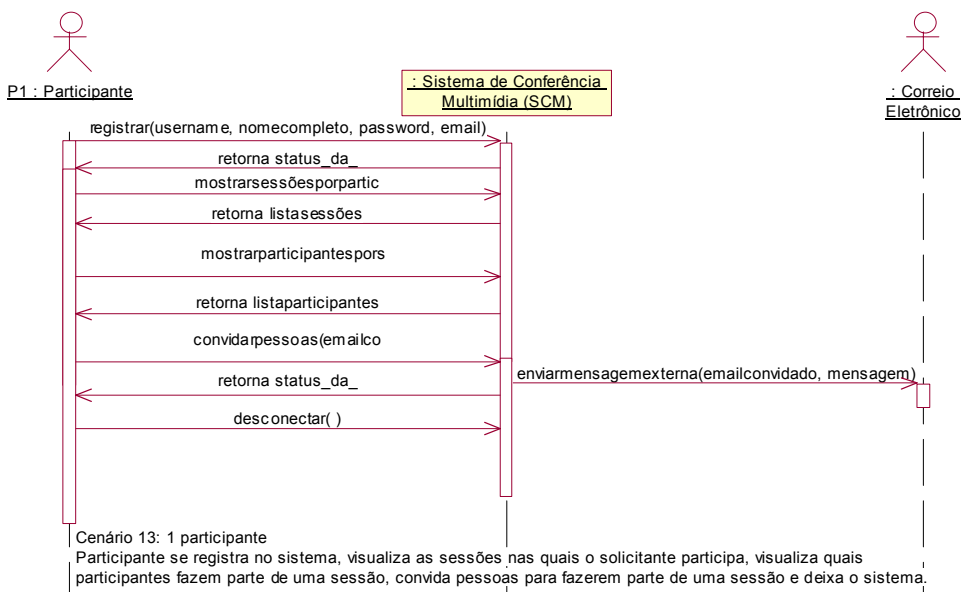 P1 : Participante
: Sistema de Conferência
Multimídia (SCM)
: Correio
Eletrônico
registrar(username, nomecompleto, password, email)
retorna status_da_
mostrarsessõesporpartic
retorna listasessões
mostrarparticipantespors
retorna listaparticipantes
convidarpessoas(emailco
enviarmensagemexterna(emailconvidado, mensagem)
retorna status_da_
desconectar( )
Cenário 13: 1 participante
Participante se registra no sistema, visualiza as sessões nas quais o solicitante participa, visualiza quais
participantes fazem parte de uma sessão, convida pessoas para fazerem parte de uma sessão e deixa o sistema.